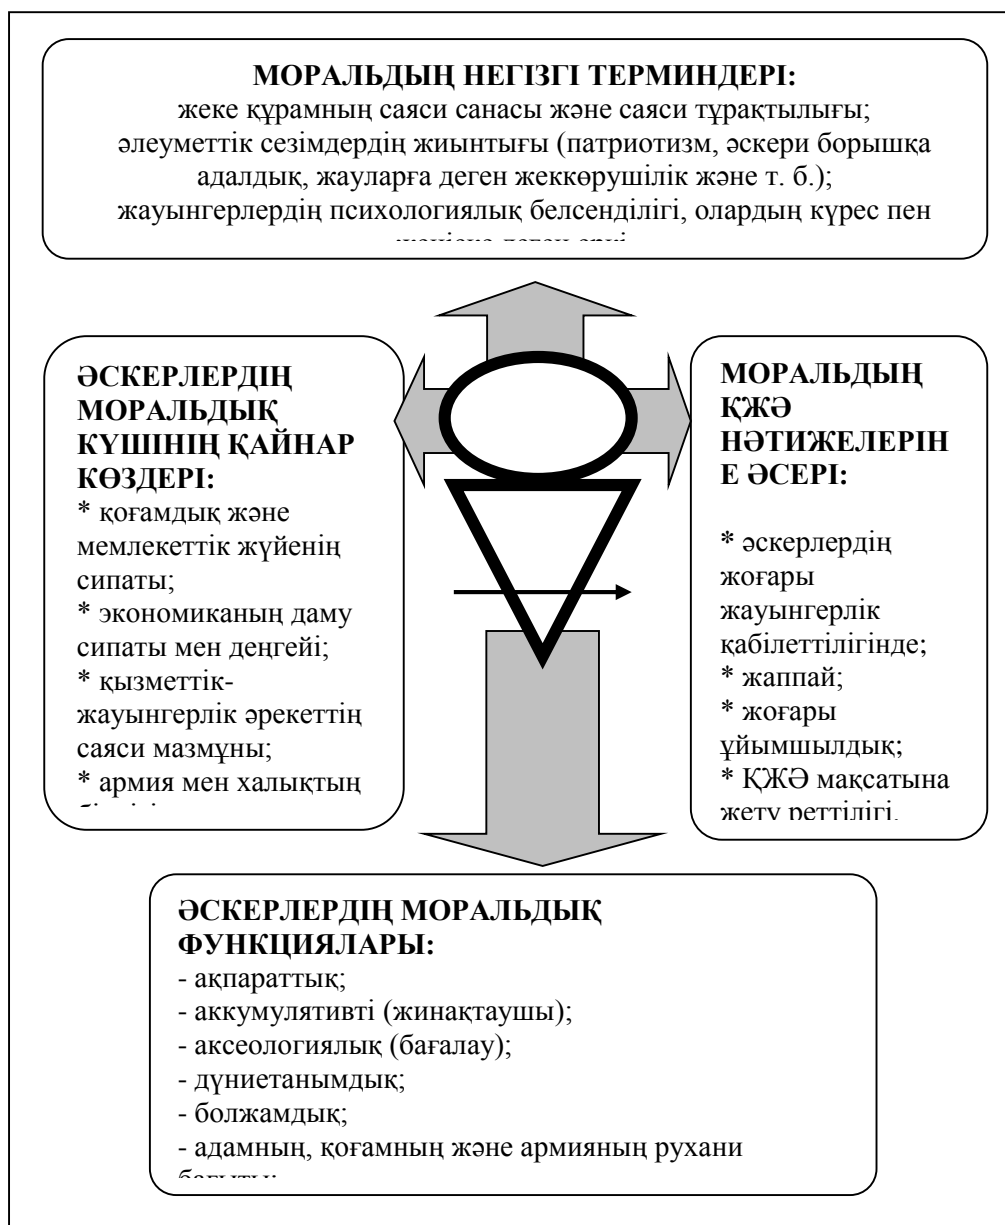 МОРАЛЬДЫҢ НЕГІЗГІ ТЕРМИНДЕРІ:
жеке құрамның саяси санасы және саяси тұрақтылығы;
әлеуметтік сезімдердің жиынтығы (патриотизм, әскери борышқа
адалдық, жауларға деген жеккөрушілік және т. б.);
жауынгерлердің психологиялық белсенділігі, олардың күрес пен
ӘСКЕРЛЕРДІҢ
МОРАЛЬДЫҚ
КҮШІНІҢ ҚАЙНАР
КӨЗДЕРІ:
* қоғамдық және
мемлекеттік жүйенің
сипаты;
* экономиканың даму
сипаты мен деңгейі;
* қызметтік-
жауынгерлік әрекеттің
саяси мазмұны;
* армия мен халықтың
МОРАЛЬДЫҢ
ҚЖӘ
НӘТИЖЕЛЕРІН
Е ӘСЕРІ:
* әскерлердің
жоғары
жауынгерлік
қабілеттілігінде;
* жаппай;
* жоғары
ұйымшылдық;
* ҚЖӘ мақсатына
жету реттілігі.
ӘСКЕРЛЕРДІҢ МОРАЛЬДЫҚ
ФУНКЦИЯЛАРЫ:
- ақпараттық;
- аккумулятивті (жинақтаушы);
- аксеологиялық (бағалау);
- дүниетанымдық;
- болжамдық;
- адамның, қоғамның және армияның рухани